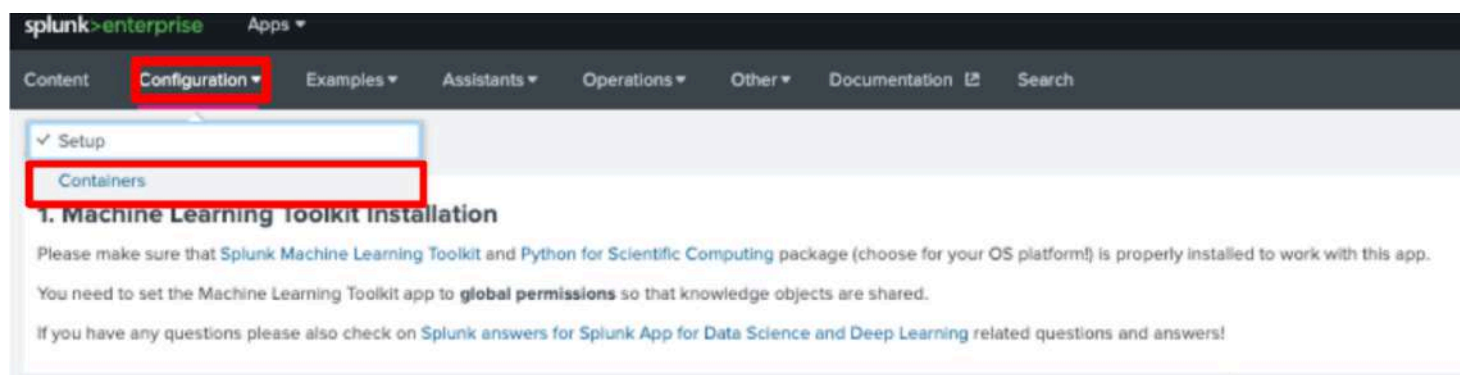 splunk>enterprise Apps
Content Configuration Examples Assistants Operations Other Documentation Search
Setup
Containers
1. Machine Learning Toolkit Installation
Please make sure that Splunk Machine Learning Toolkit and Python for Scientific Computing package (choose for your OS platform!) is properly installed to work with this app.
You need to set the Machine Learning Toolkit app to global permissions so that knowledge objects are shared.
If you have any questions please also check on Splunk answers for Splunk App for Data Science and Deep Learning related questions and answers!